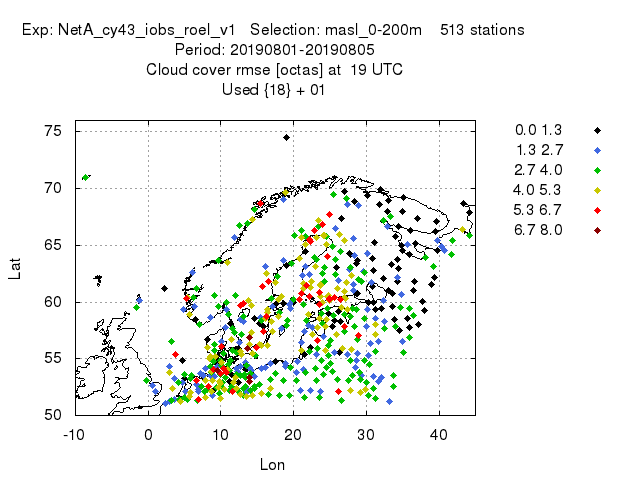 Exp: NetA_cy43_iobs_roel_v1 Selection: masl_0-200m 513 stations
Period: 20190801-20190805
Cloud cover rmse [octas] at 19 UTC
Used {18} + 01
75
70
65
60
55
50
Lat
-10 0 10 20 30 40
Lon
0.0 1.3
1.3 2.7
2.7 4.0
4.0 5.3
5.3 6.7
6.7 8.0